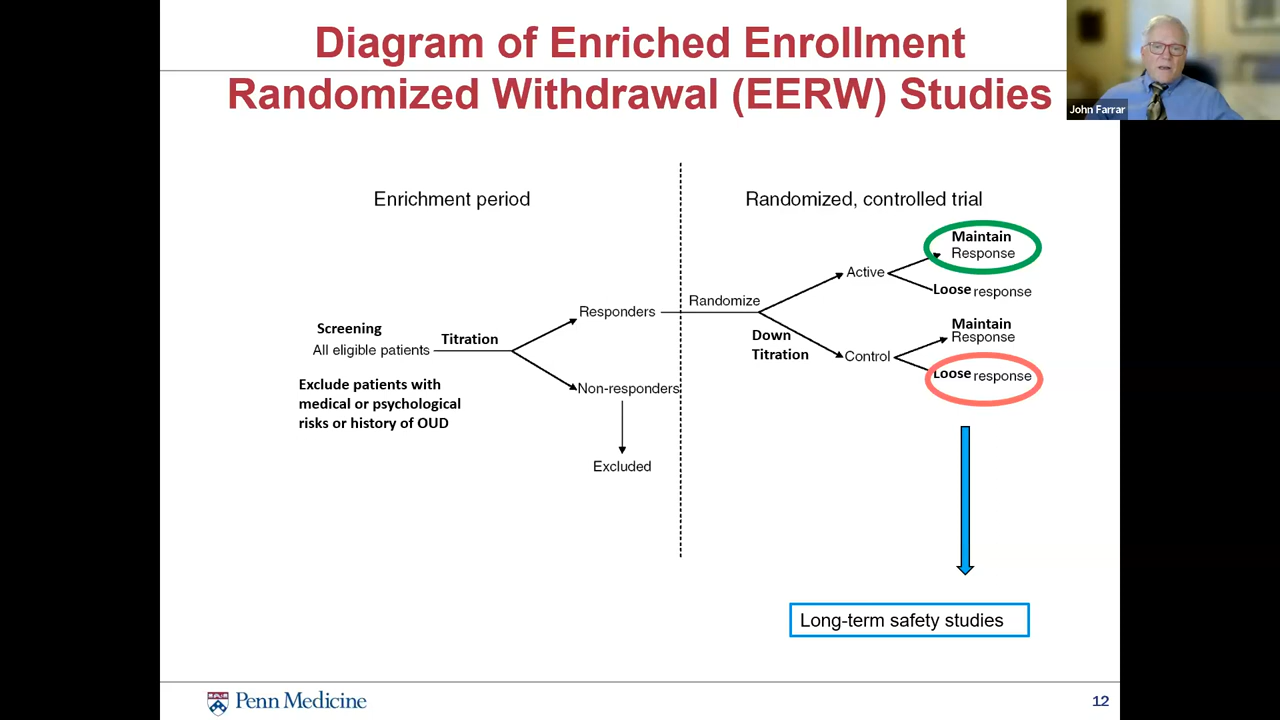 Diagram of Enriched Enrollment
Randomized Withdrawal (EERW) Studies
John Farrar
Enrichment period
Randomized, controlled trial
Screening
All eligible patients
Titration
Exclude patients with
medical or psychological
risks or history of OUD
Responders
Non-responders
Excluded
Randomize
Down
Titration
Active
Maintain
Response
Loose response
Control
Maintain
Response
Loose response
Long-term safety studies
Penn Medicine
12